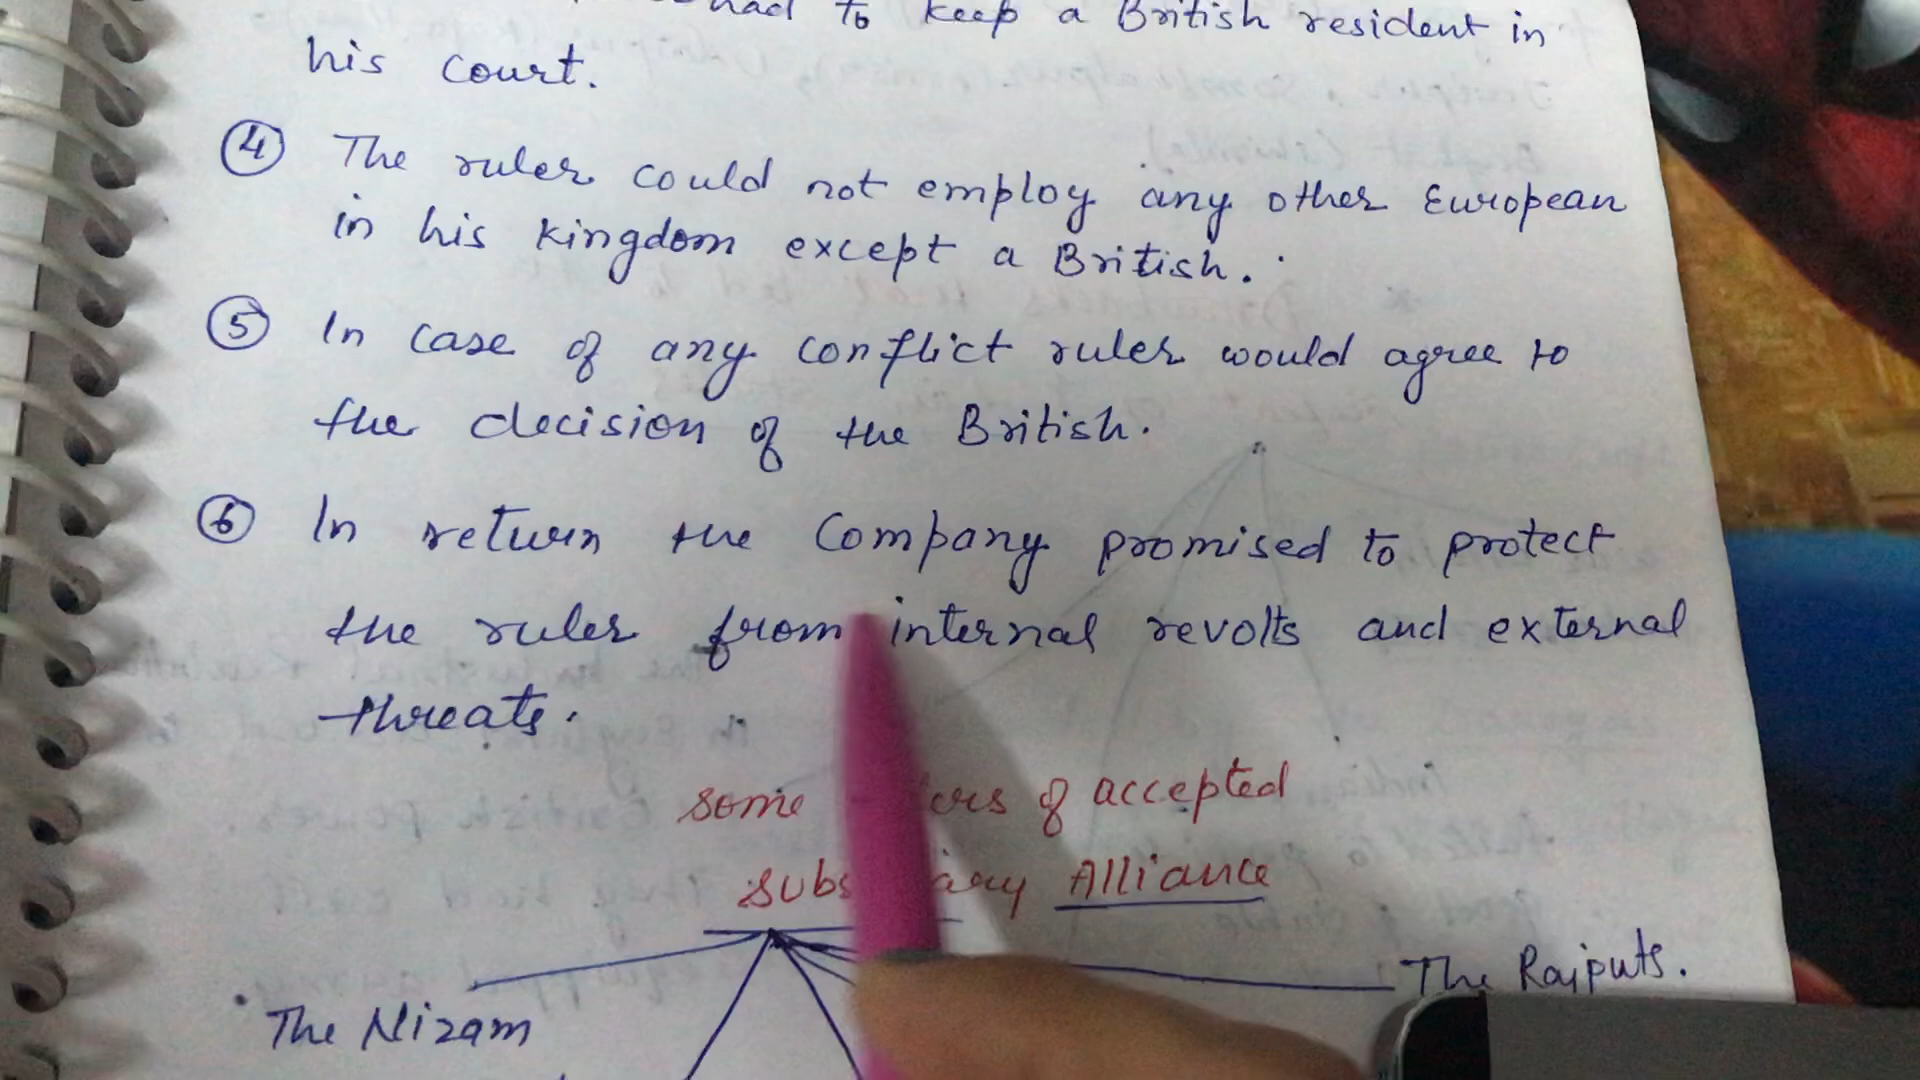 had to keep a British resident in
his court.
4 The ruler could not employ any other European
in his kingdom except a British.
5 In case of any conflict ruler would agree to
the decision of the British.
6 In return the Company promised to protect
the ruler from internal revolts and external
threats.
some of accepted
Alliance
The Rajputs.
The Nizam